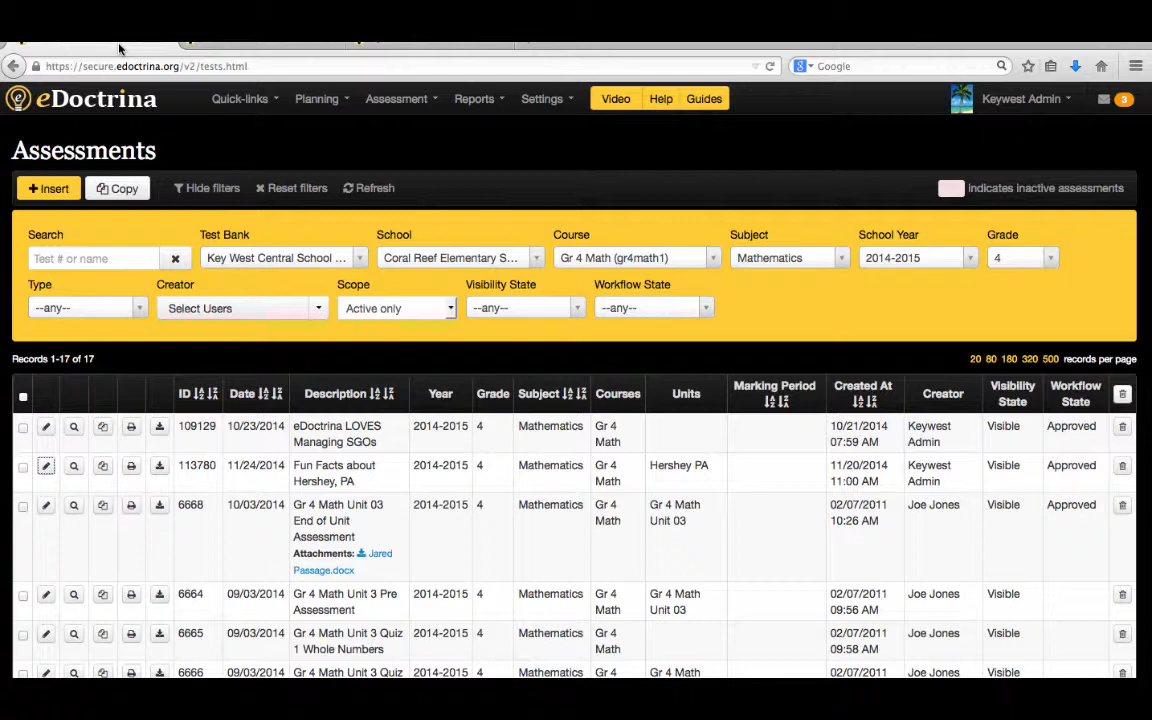 https://secure.edoctrina.org/v2/tests.html
Google
eDoctrina
Quick-links
Planning
Assessment
Reports
Settings
Video
Help
Guides
Keywest Admin
3
Assessments
Insert
Copy
Hide filters
Reset filters
Refresh
indicates inactive assessments
Search
Test Bank
School
Course
Subject
School Year
Grade
Test # or name
Key West Central School ...
Coral Reef Elementary S...
Gr 4 Math (gr4math1)
Mathematics
2014-2015
4
Type
Creator
Scope
Visibility State
Workflow State
--any--
Select Users
Active only
--any--
--any--
Records 1-17 of 17
20 80 180 320 500 records per page
ID
Date
Description
Year
Grade
Subject
Courses
Units
Marking Period
Created At
Creator
Visibility
State
Workflow
State
109129
10/23/2014
eDoctrina LOVES
Managing SGOs
2014-2015
4
Mathematics
Gr 4
Math
10/21/2014
07:59 AM
Keywest
Admin
Visible
Approved
113780
11/24/2014
Fun Facts about
Hershey, PA
2014-2015
4
Mathematics
Gr 4
Math
Hershey PA
11/20/2014
11:00 AM
Keywest
Admin
Visible
Approved
6668
10/03/2014
Gr 4 Math Unit 03
End of Unit
Assessment
Attachments: Jared
Passage.docx
2014-2015
4
Mathematics
Gr 4
Math
Gr 4 Math
Unit 03
02/07/2011
10:26 AM
Joe Jones
Visible
Approved
6664
09/03/2014
Gr 4 Math Unit 3 Pre
Assessment
2014-2015
4
Mathematics
Gr 4
Math
Gr 4 Math
Unit 03
02/07/2011
09:56 AM
Joe Jones
Visible
6665
09/03/2014
Gr 4 Math Unit 3 Quiz
1 Whole Numbers
2014-2015
4
Mathematics
Gr 4
Math
02/07/2011
09:58 AM
Joe Jones
Visible
6666
09/03/2014
Gr 4 Math Unit 3 Quiz
2014-2015
4
Mathematics
Gr 4
Gr 4 Math
02/07/2011
Joe Jones
Visible